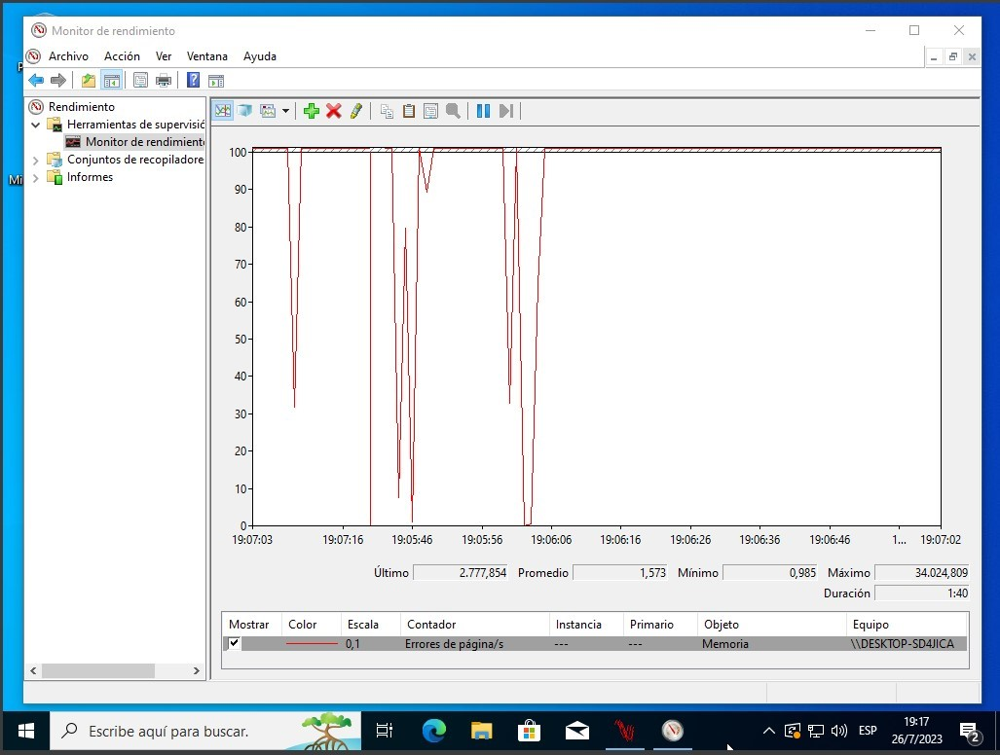 Monitor de rendimiento
Archivo Acción Ver Ventana Ayuda
Rendimiento
Herramientas de supervisió
Monitor de rendimiento
Conjuntos de recopiladore
Informes
Mi
100
90
80
70
60
50
40
30
20
10
0
19:07:03 19:07:16 19:05:46 19:05:56 19:06:06 19:06:16 19:06:26 19:06:36 19:06:46 1... 19:07:02
Último 2.777,854 Promedio 1,573 Mínimo 0,985 Máximo 34.024,809
Duración 1:40
Mostrar Color Escala Contador Instancia Primario Objeto Equipo
0,1 Errores de página/s --- --- Memoria \\DESKTOP-SD4JICA
Escribe aquí para buscar.
ESP
19:17
26/7/2023
2